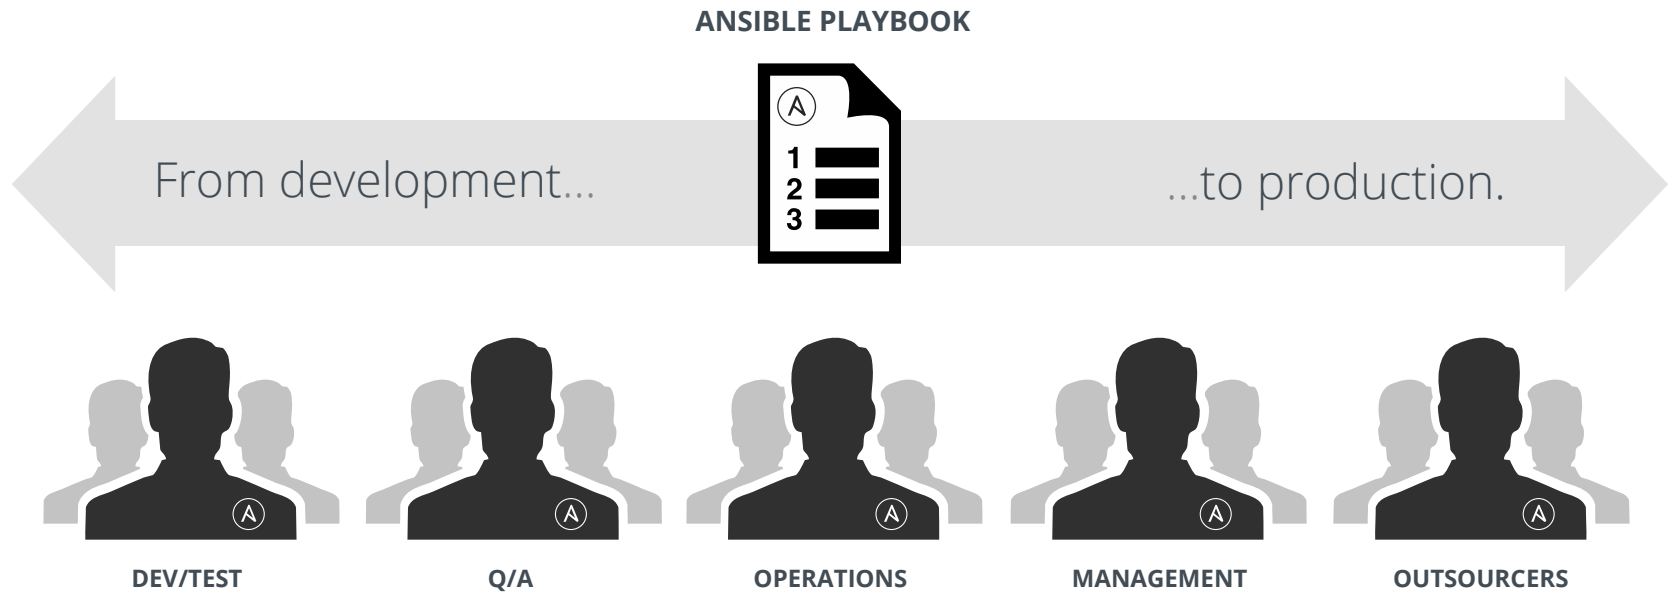 ANSIBLE PLAYBOOK
From development...
...to production.
1
2
3
DEV/TEST
Q/A
OPERATIONS
MANAGEMENT
OUTSOURCERS